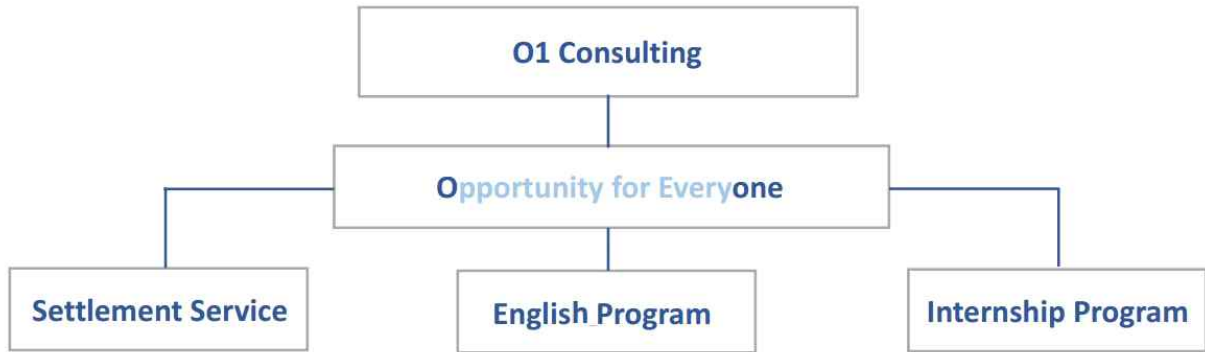 O1 Consulting
Opportunity for Everyone
Settlement Service
English Program
Internship Program